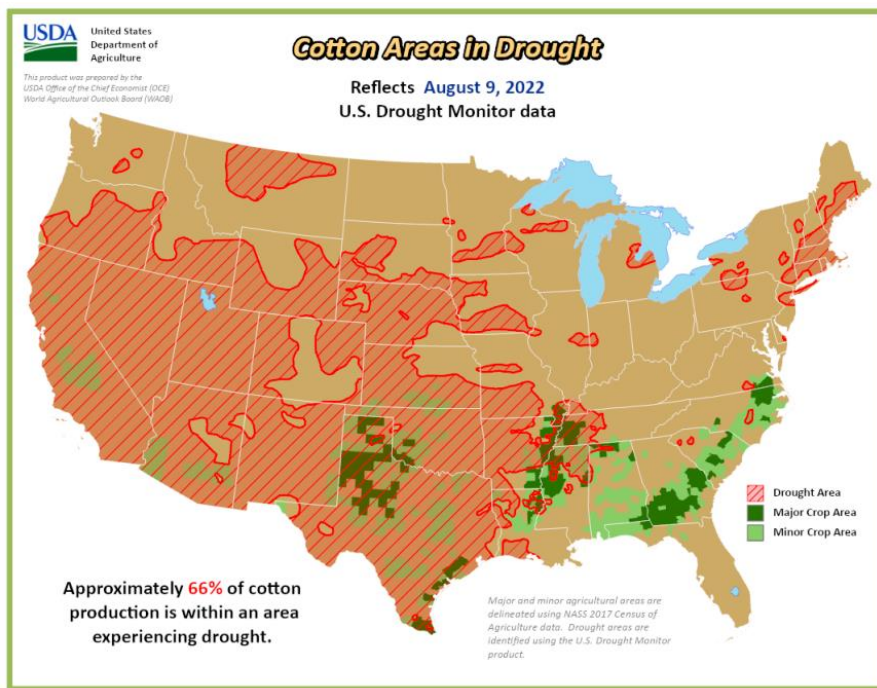 USDA
United States
Department of
Agriculture
This product was prepared by the
USDA Office of the Chief Economist (OCE)
World Agricultural Outlook Board (WAOB)
Cotton Areas in Drought
Reflects August 9, 2022
U.S. Drought Monitor data
Drought Area
Major Crop Area
Minor Crop Area
Approximately 66% of cotton
production is within an area
experiencing drought.
Major and minor agricultural areas are
delineated using NASS 2017 Census of
Agriculture data. Drought areas are
identified using the U.S. Drought Monitor
product.